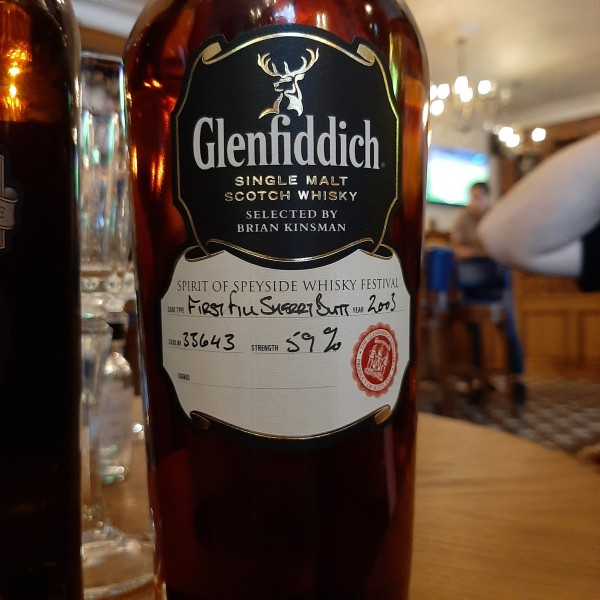 Glenfiddich
SINGLE MALT
SCOTCH WHISKY
SELECTED BY
BRIAN KINSMAN
SPIRIT OF SPEYSIDE WHISKY FESTIVAL
CASK TYPE FIRST FILL SHERRY BUTT YEAR 2003
CASK Nº 33643 STRENGTH 59%
SIGNED